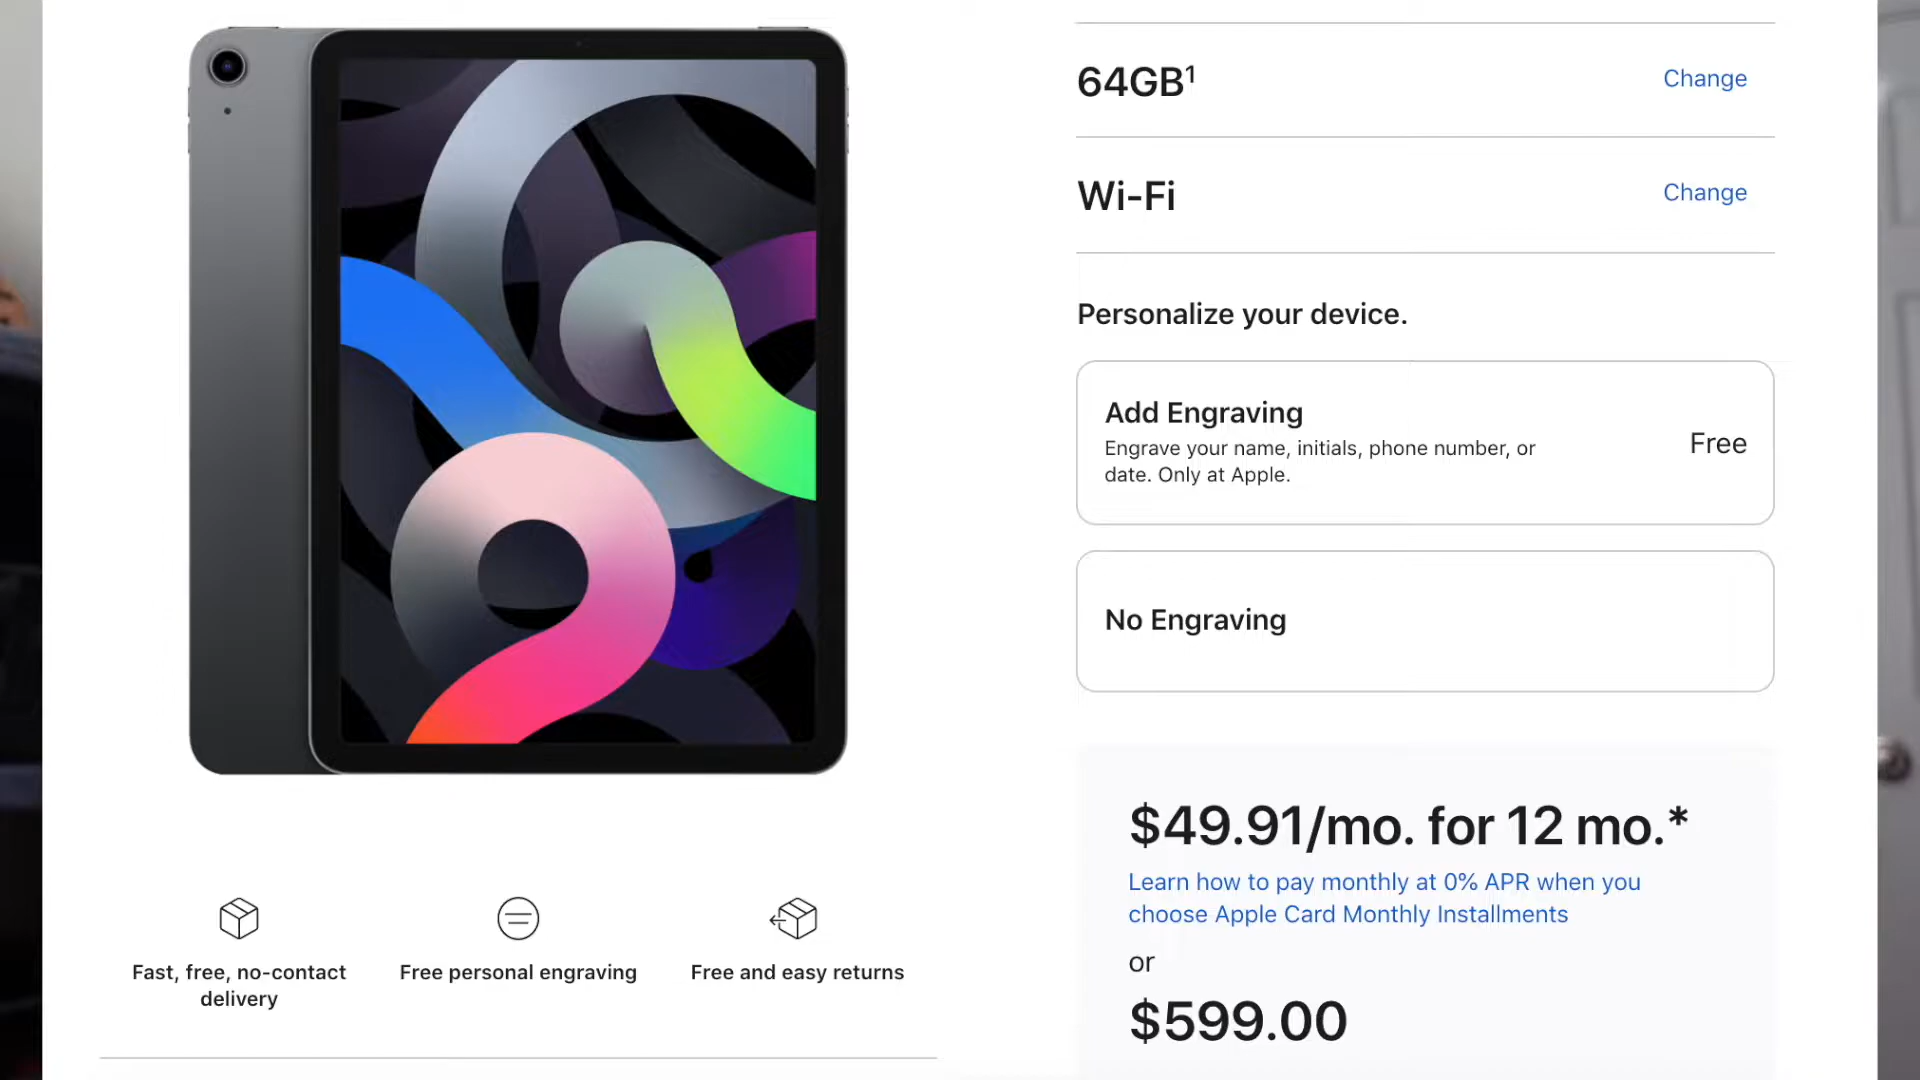 64GB¹
Change
Wi-Fi
Change
Personalize your device.
Add Engraving
Engrave your name, initials, phone number, or
date. Only at Apple.
Free
No Engraving
$49.91/mo. for 12 mo.*
Learn how to pay monthly at 0% APR when you
choose Apple Card Monthly Installments
or
$599.00
Fast, free, no-contact
delivery
Free personal engraving
Free and easy returns